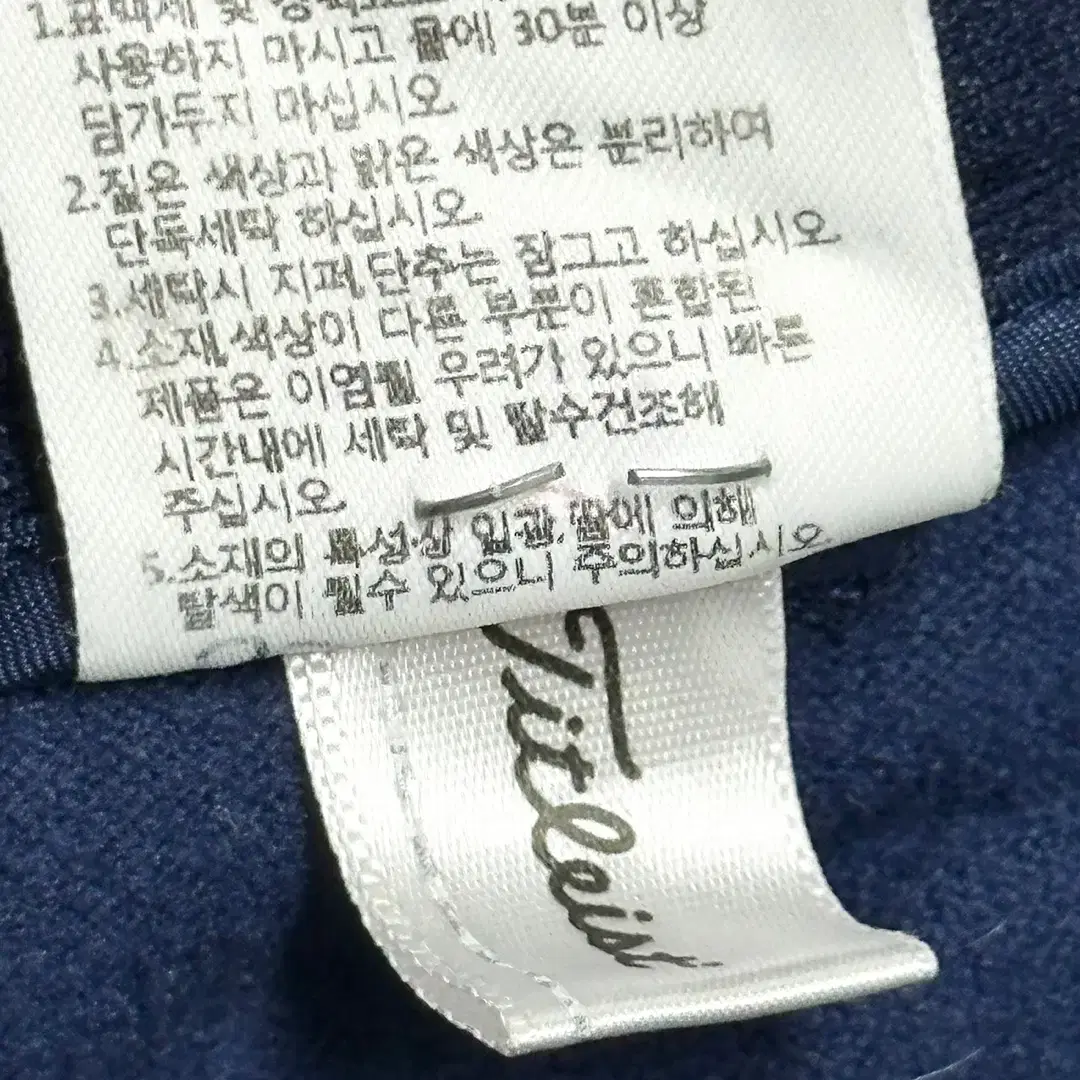 1.표백제 및
사용하지 마시고 물에 30분 이상
담가두지 마십시오
2.짙은 색상과 밝은 색상은 분리하여
단독세탁 하십시오
3.세탁시 지퍼,단추는 잠그고 하십시오
4.소재,색상이 다른 부분이 혼합된
제품은 이염될 우려가 있으니 빠른
시간내에 세탁 및 탈수건조해
주십시오
5.소재의 특성상 일광,땀에 의해
탈색이 될수 있으니 주의하십시오
Titleist